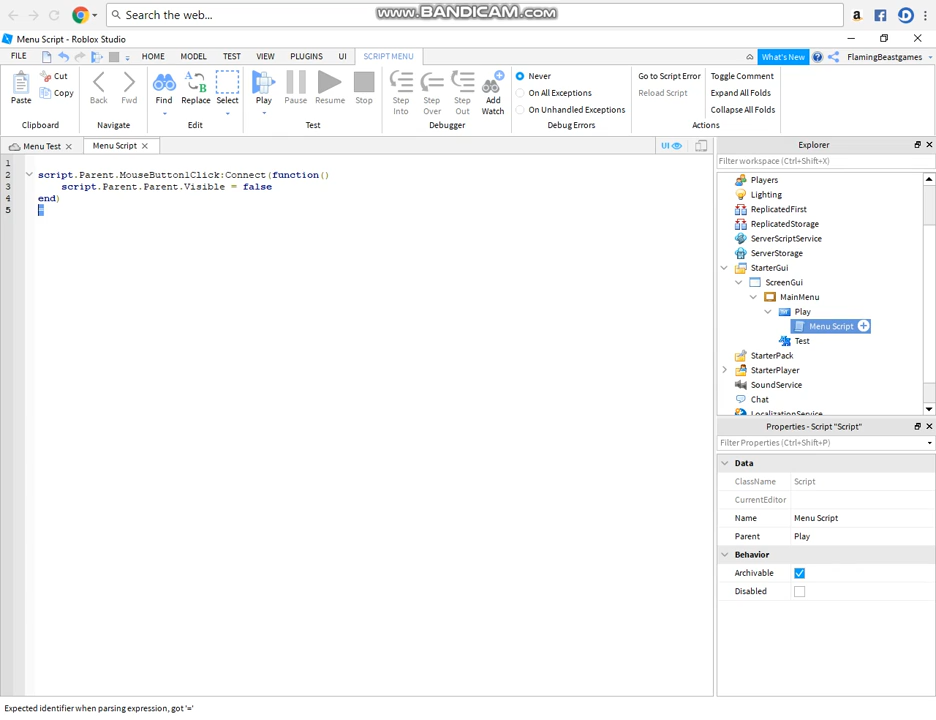 Search the web...
www.BANDICAM.com
a
Menu Script - Roblox Studio
FILE HOME MODEL TEST VIEW PLUGINS UI SCRIPT MENU What's New FlamingBeastgames
Paste Cut Copy
Clipboard
Back Fwd
Navigate
Find Replace Select
Edit
Play Pause Resume Stop
Test
Step Into Step Over Step Out Add Watch
Debugger
Never
On All Exceptions
On Unhandled Exceptions
Debug Errors
Go to Script Error
Reload Script
Toggle Comment
Expand All Folds
Collapse All Folds
Actions
Menu Test
Menu Script
UI
1
2 script.Parent.MouseButton1Click:Connect(function()
3 script.Parent.Parent.Visible = false
4 end)
5
Explorer
Filter workspace (Ctrl+Shift+X)
Players
Lighting
ReplicatedFirst
ReplicatedStorage
ServerScriptService
ServerStorage
StarterGui
ScreenGui
MainMenu
Play
Menu Script
Test
StarterPack
StarterPlayer
SoundService
Chat
LocalizationService
Properties - Script "Script"
Filter Properties (Ctrl+Shift+P)
Data
ClassName Script
CurrentEditor
Name Menu Script
Parent Play
Behavior
Archivable
Disabled
Expected identifier when parsing expression, got '='